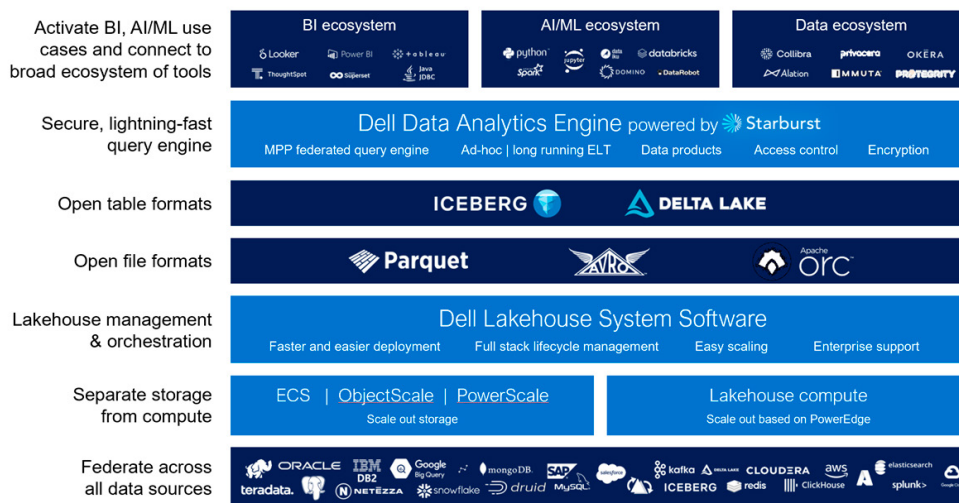 Activate BI, AI/ML use
cases and connect to
broad ecosystem of tools
BI ecosystem
Looker
Power BI
+ableau
ThoughtSpot
Superset
Java
JDBC
AI/ML ecosystem
python
jupyter
databricks
Spark
DOMINO
DataRobot
Data ecosystem
Collibra
privacera
OKERA
Alation
IMMUTA
PROTEGRITY
Secure, lightning-fast
query engine
Dell Data Analytics Engine powered by Starburst
MPP federated query engine Ad-hoc | long running ELT Data products Access control Encryption
Open table formats
ICEBERG DELTA LAKE
Open file formats
Parquet
AVRO
Apache
orc
Lakehouse management
& orchestration
Dell Lakehouse System Software
Faster and easier deployment Full stack lifecycle management Easy scaling Enterprise support
Separate storage
from compute
ECS | ObjectScale | PowerScale
Scale out storage
Lakehouse compute
Scale out based on PowerEdge
Federate across
all data sources
ORACLE
IBM
DB2
Google
Big Query
mongoDB.
SAP
salesforce
kafka
DELTA LAKE
CLOUDERA
aws
elasticsearch
teradata.
NETEZZA
snowflake
druid
MySQL
ICEBERG
redis
ClickHouse
splunk>